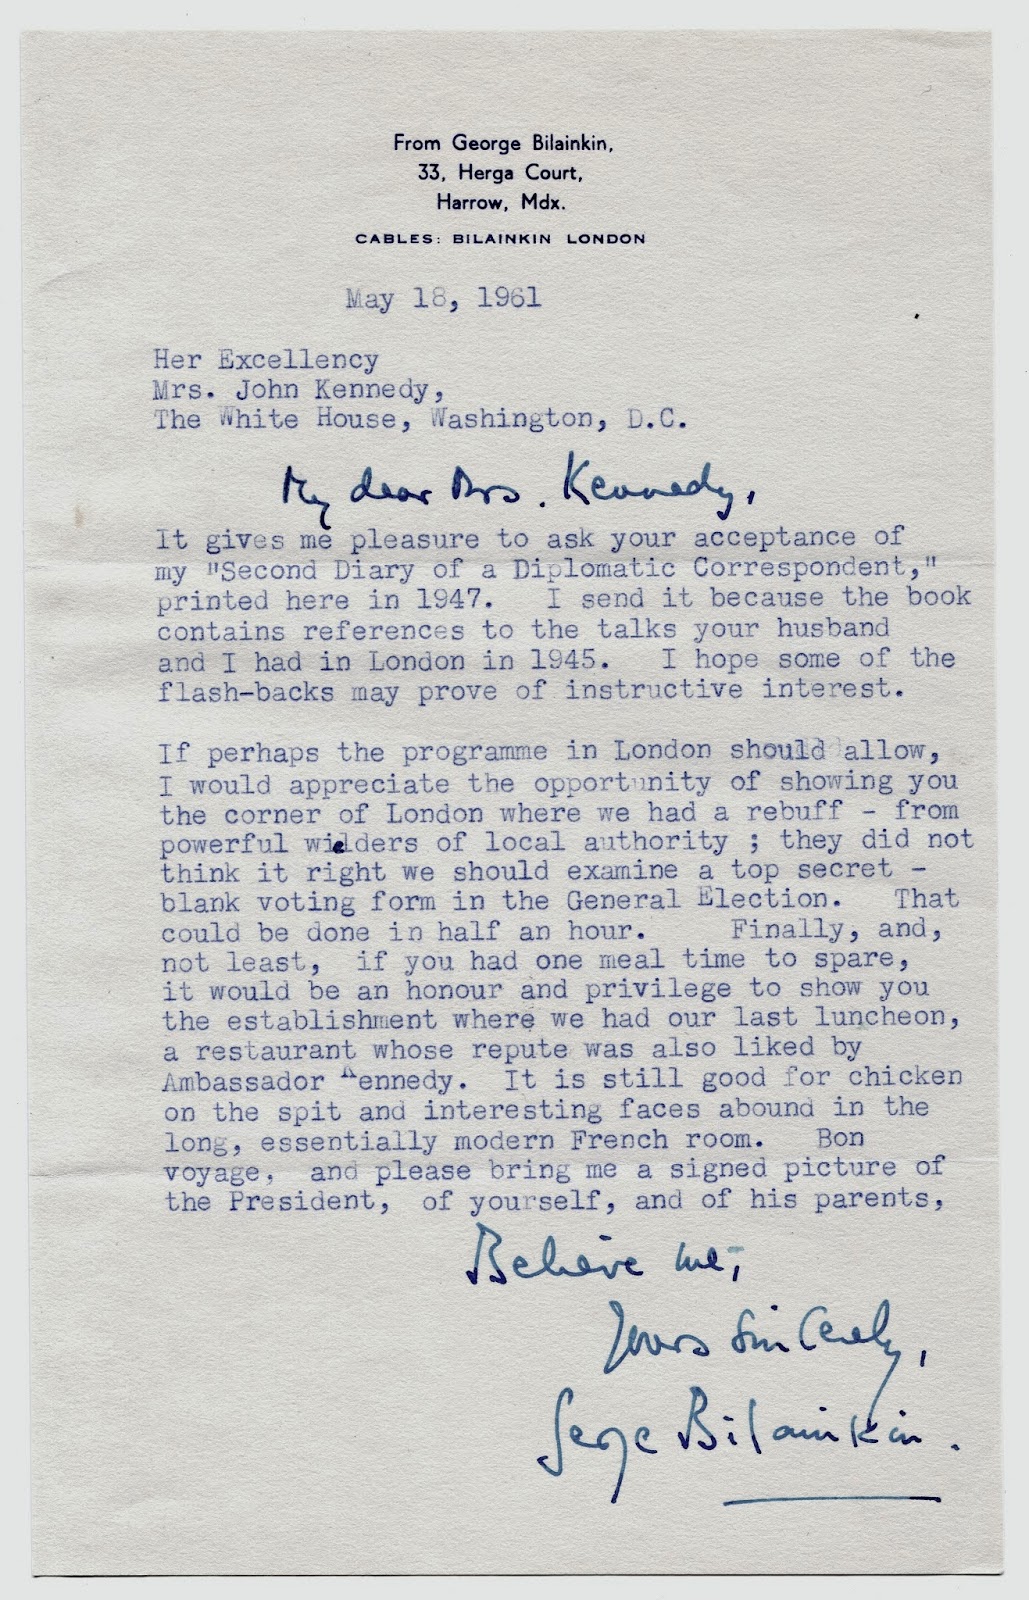 From George Bilainkin,
33, Herga Court,
Harrow, Mdx.
CABLES: BILAINKIN LONDON
May 18, 1961
Her Excellency
Mrs. John Kennedy,
The White House, Washington, D.C.
My dear Mrs. Kennedy,
It gives me pleasure to ask your acceptance of
my "Second Diary of a Diplomatic Correspondent,"
printed here in 1947. I send it because the book
contains references to the talks your husband
and I had in London in 1945. I hope some of the
flash-backs may prove of instructive interest.
If perhaps the programme in London should allow,
I would appreciate the opportunity of showing you
the corner of London where we had a rebuff - from
powerful wielders of local authority ; they did not
think it right we should examine a top secret -
blank voting form in the General Election. That
could be done in half an hour. Finally, and,
not least, if you had one meal time to spare,
it would be an honour and privilege to show you
the establishment where we had our last luncheon,
a restaurant whose repute was also liked by
Ambassador Kennedy. It is still good for chicken
on the spit and interesting faces abound in the
long, essentially modern French room. Bon
voyage, and please bring me a signed picture of
the President, of yourself, and of his parents,
Believe me,
Yours sincerely,
George Bilainkin.